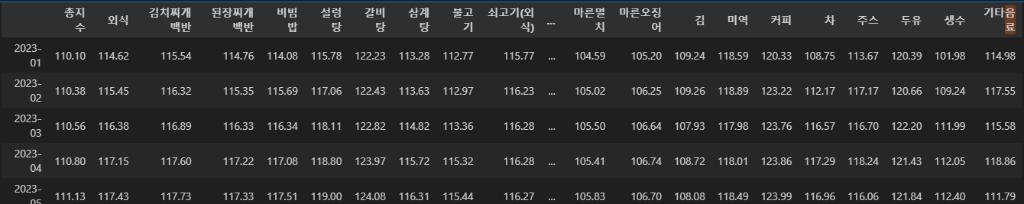 총지수 외식 김치찌개백반 된장찌개백반 비빔밥 설렁탕 갈비탕 삼계탕 불고기 쇠고기(외식) ... 마른멸치 마른오징어 김 미역 커피 차 주스 두유 생수 기타음료
2023-01 110.10 114.62 115.54 114.76 114.08 115.78 122.23 113.28 112.77 115.77 ... 104.59 105.20 109.24 118.59 120.33 108.75 113.67 120.39 101.98 114.98
2023-02 110.38 115.45 116.32 115.35 115.69 117.06 122.43 113.63 112.97 116.23 ... 105.02 106.25 109.26 118.89 123.22 112.17 117.17 120.66 109.24 117.55
2023-03 110.56 116.38 116.89 116.33 116.34 118.11 122.82 114.82 113.36 116.28 ... 105.50 106.64 107.93 117.98 123.76 116.57 116.70 122.20 111.99 115.58
2023-04 110.80 117.15 117.60 117.22 117.08 118.80 123.97 115.72 115.32 116.28 ... 105.41 106.74 108.72 118.01 123.86 117.29 118.24 121.43 112.05 118.86
2023-05 111.13 117.43 117.73 117.33 117.51 119.00 124.08 116.31 115.44 116.27 ... 105.83 106.70 108.08 118.49 123.99 116.96 116.06 121.84 112.40 111.79